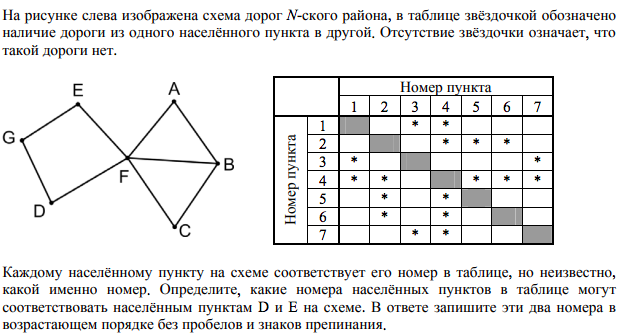 На рисунке слева изображена схема дорог N-ского района, в таблице звёздочкой обозначено
наличие дороги из одного населённого пункта в другой. Отсутствие звёздочки означает, что
такой дороги нет.
E
A
G
B
F
D
C
Номер пункта
1 2 3 4 5 6 7
Номер пункта
1 * *
2 * * *
3 * *
4 * * * * *
5 * *
6 * *
7 * *
Каждому населённому пункту на схеме соответствует его номер в таблице, но неизвестно,
какой именно номер. Определите, какие номера населённых пунктов в таблице могут
соответствовать населённым пунктам D и E на схеме. В ответе запишите эти два номера в
возрастающем порядке без пробелов и знаков препинания.